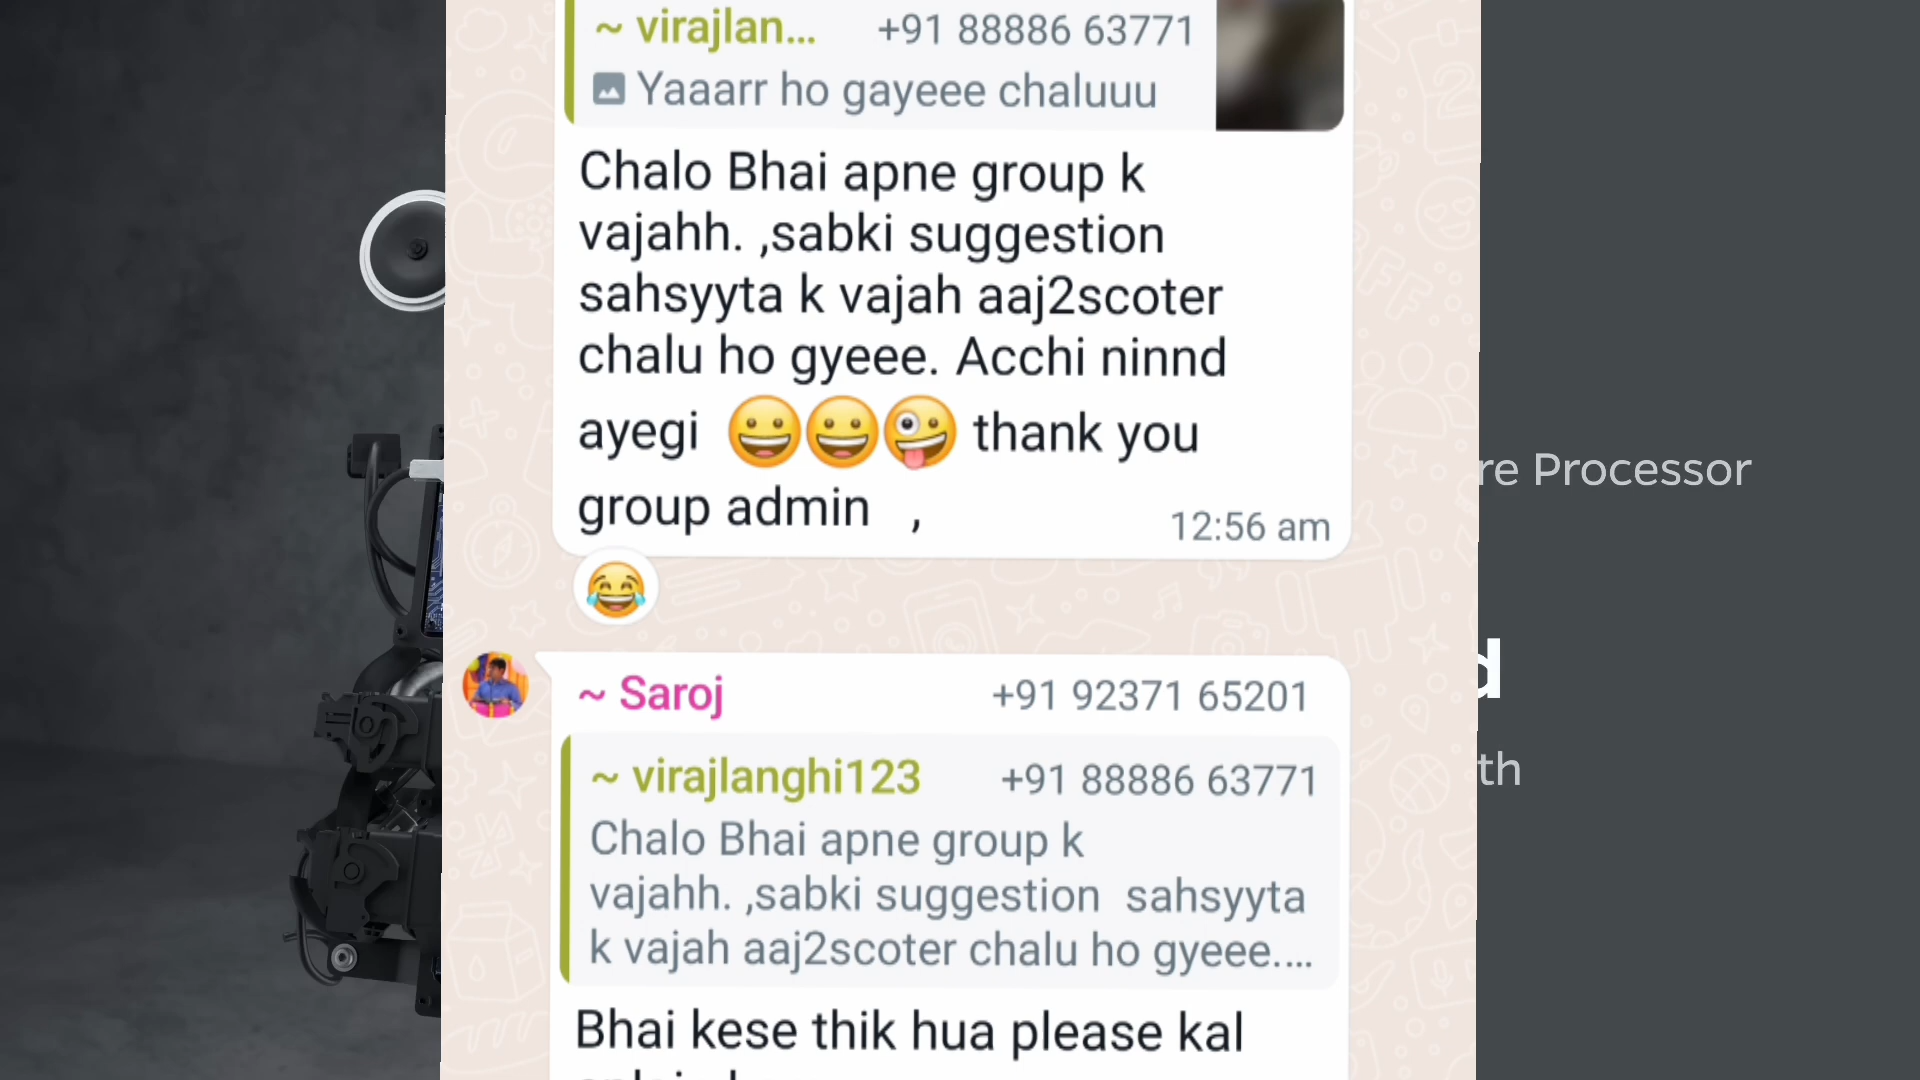 ~ virajlan... +91 88886 63771
Yaaarr ho gayeee chaluuu
Chalo Bhai apne group k
vajahh. ,sabki suggestion
sahsyyta k vajah aaj2scoter
chalu ho gyeee. Acchi ninnd
ayegi 😀😀🤪 thank you
group admin ,
12:56 am
😂
~ Saroj +91 92371 65201
~ virajlanghi123 +91 88886 63771
Chalo Bhai apne group k
vajahh. ,sabki suggestion sahsyyta
k vajah aaj2scoter chalu ho gyeee....
Bhai kese thik hua please kal
re Processor
d
th